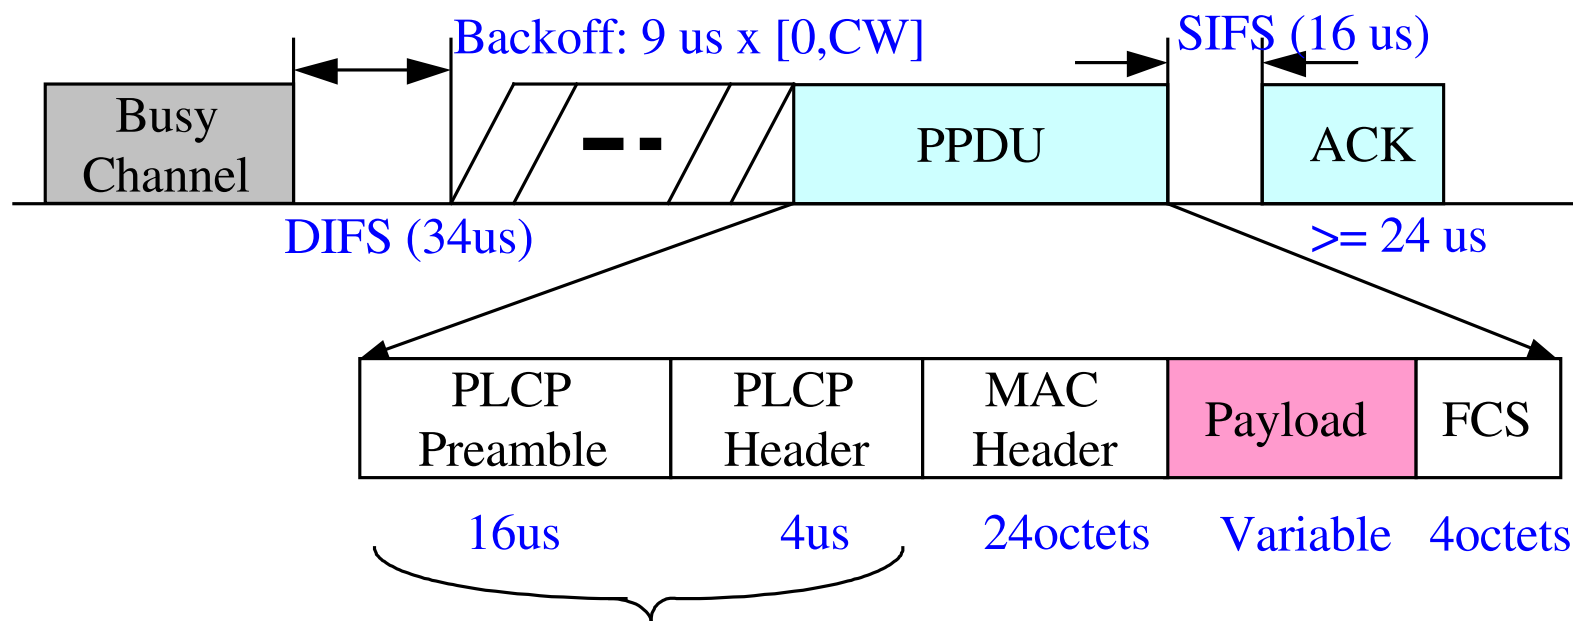 Backoff: 9 us x [0,CW]
SIFS (16 us)
Busy
Channel
PPDU
ACK
DIFS (34us)
>= 24 us
PLCP
Preamble
PLCP
Header
MAC
Header
Payload
FCS
16us
4us
24octets
Variable
4octets